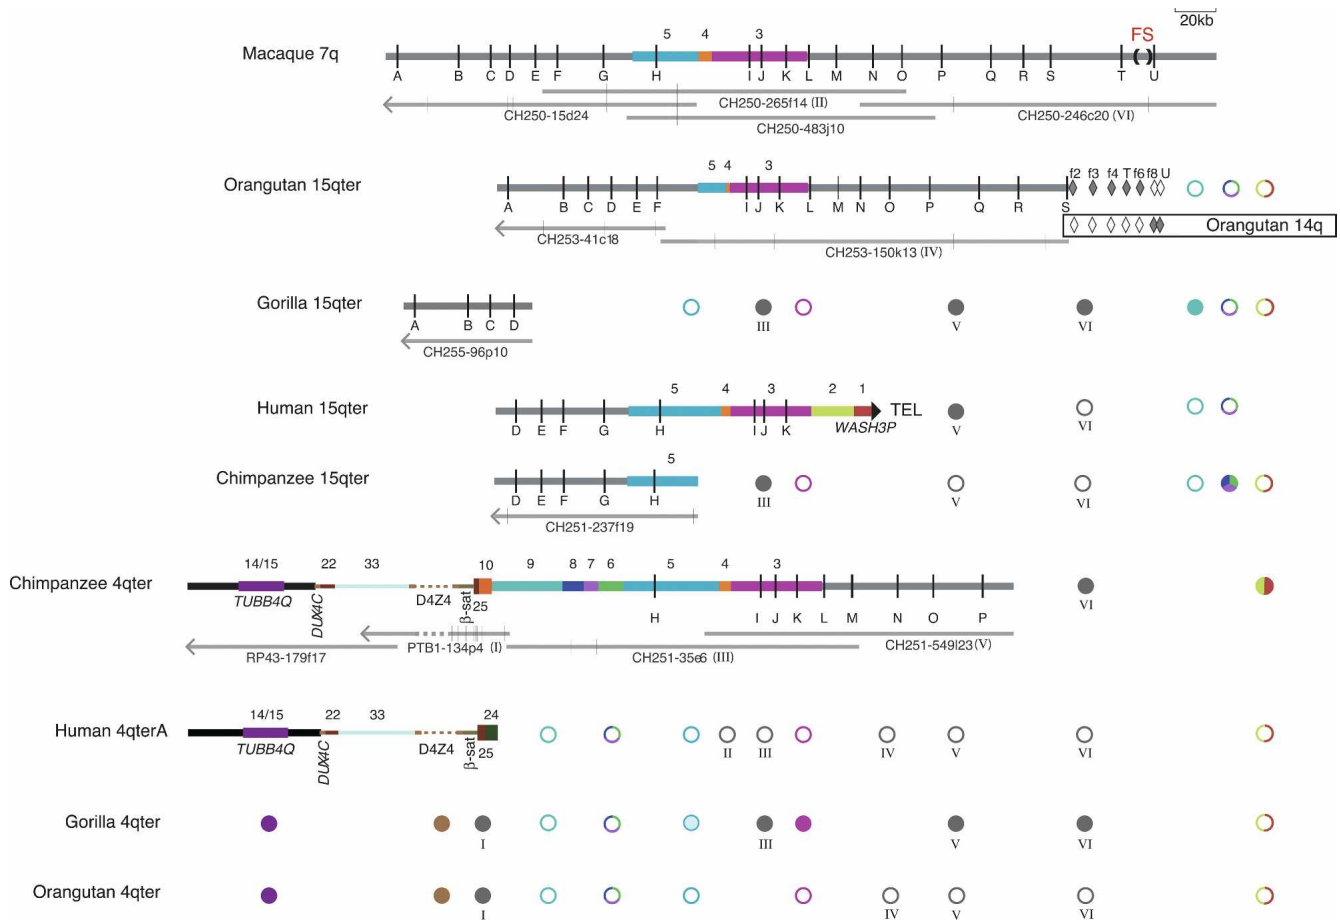 20kb
5 4 3 FS
Macaque 7q ( )
A B C D E F G H I J K L M N O P Q R S T U
CH250-265f14 (II)
CH250-15d24 CH250-246c20 (VI)
CH250-483j10
5 4 3 f2 f3 f4 T f6 f8 U
Orangutan 15qter
A B C D E F I J K L M N O P Q R S
Orangutan 14q
CH253-41c18 CH253-150k13 (IV)
Gorilla 15qter
A B C D III V VI
CH255-96p10
5 4 3 2 1
Human 15qter TEL
D E F G H I J K WASH3P V VI
5
Chimpanzee 15qter
D E F G H III V VI
CH251-237f19
14/15 22 33 10 9 8 7 6 5 4 3
Chimpanzee 4qter
TUBB4Q DUX4C D4Z4 β-sat 25 H I J K L M N O P VI
RP43-179f17 PTB1-134p4 (I) CH251-35e6 (III) CH251-549l23 (V)
14/15 22 33 24
Human 4qterA
TUBB4Q DUX4C D4Z4 β-sat 25 II III IV V VI
Gorilla 4qter
I III V VI
Orangutan 4qter
I IV V VI